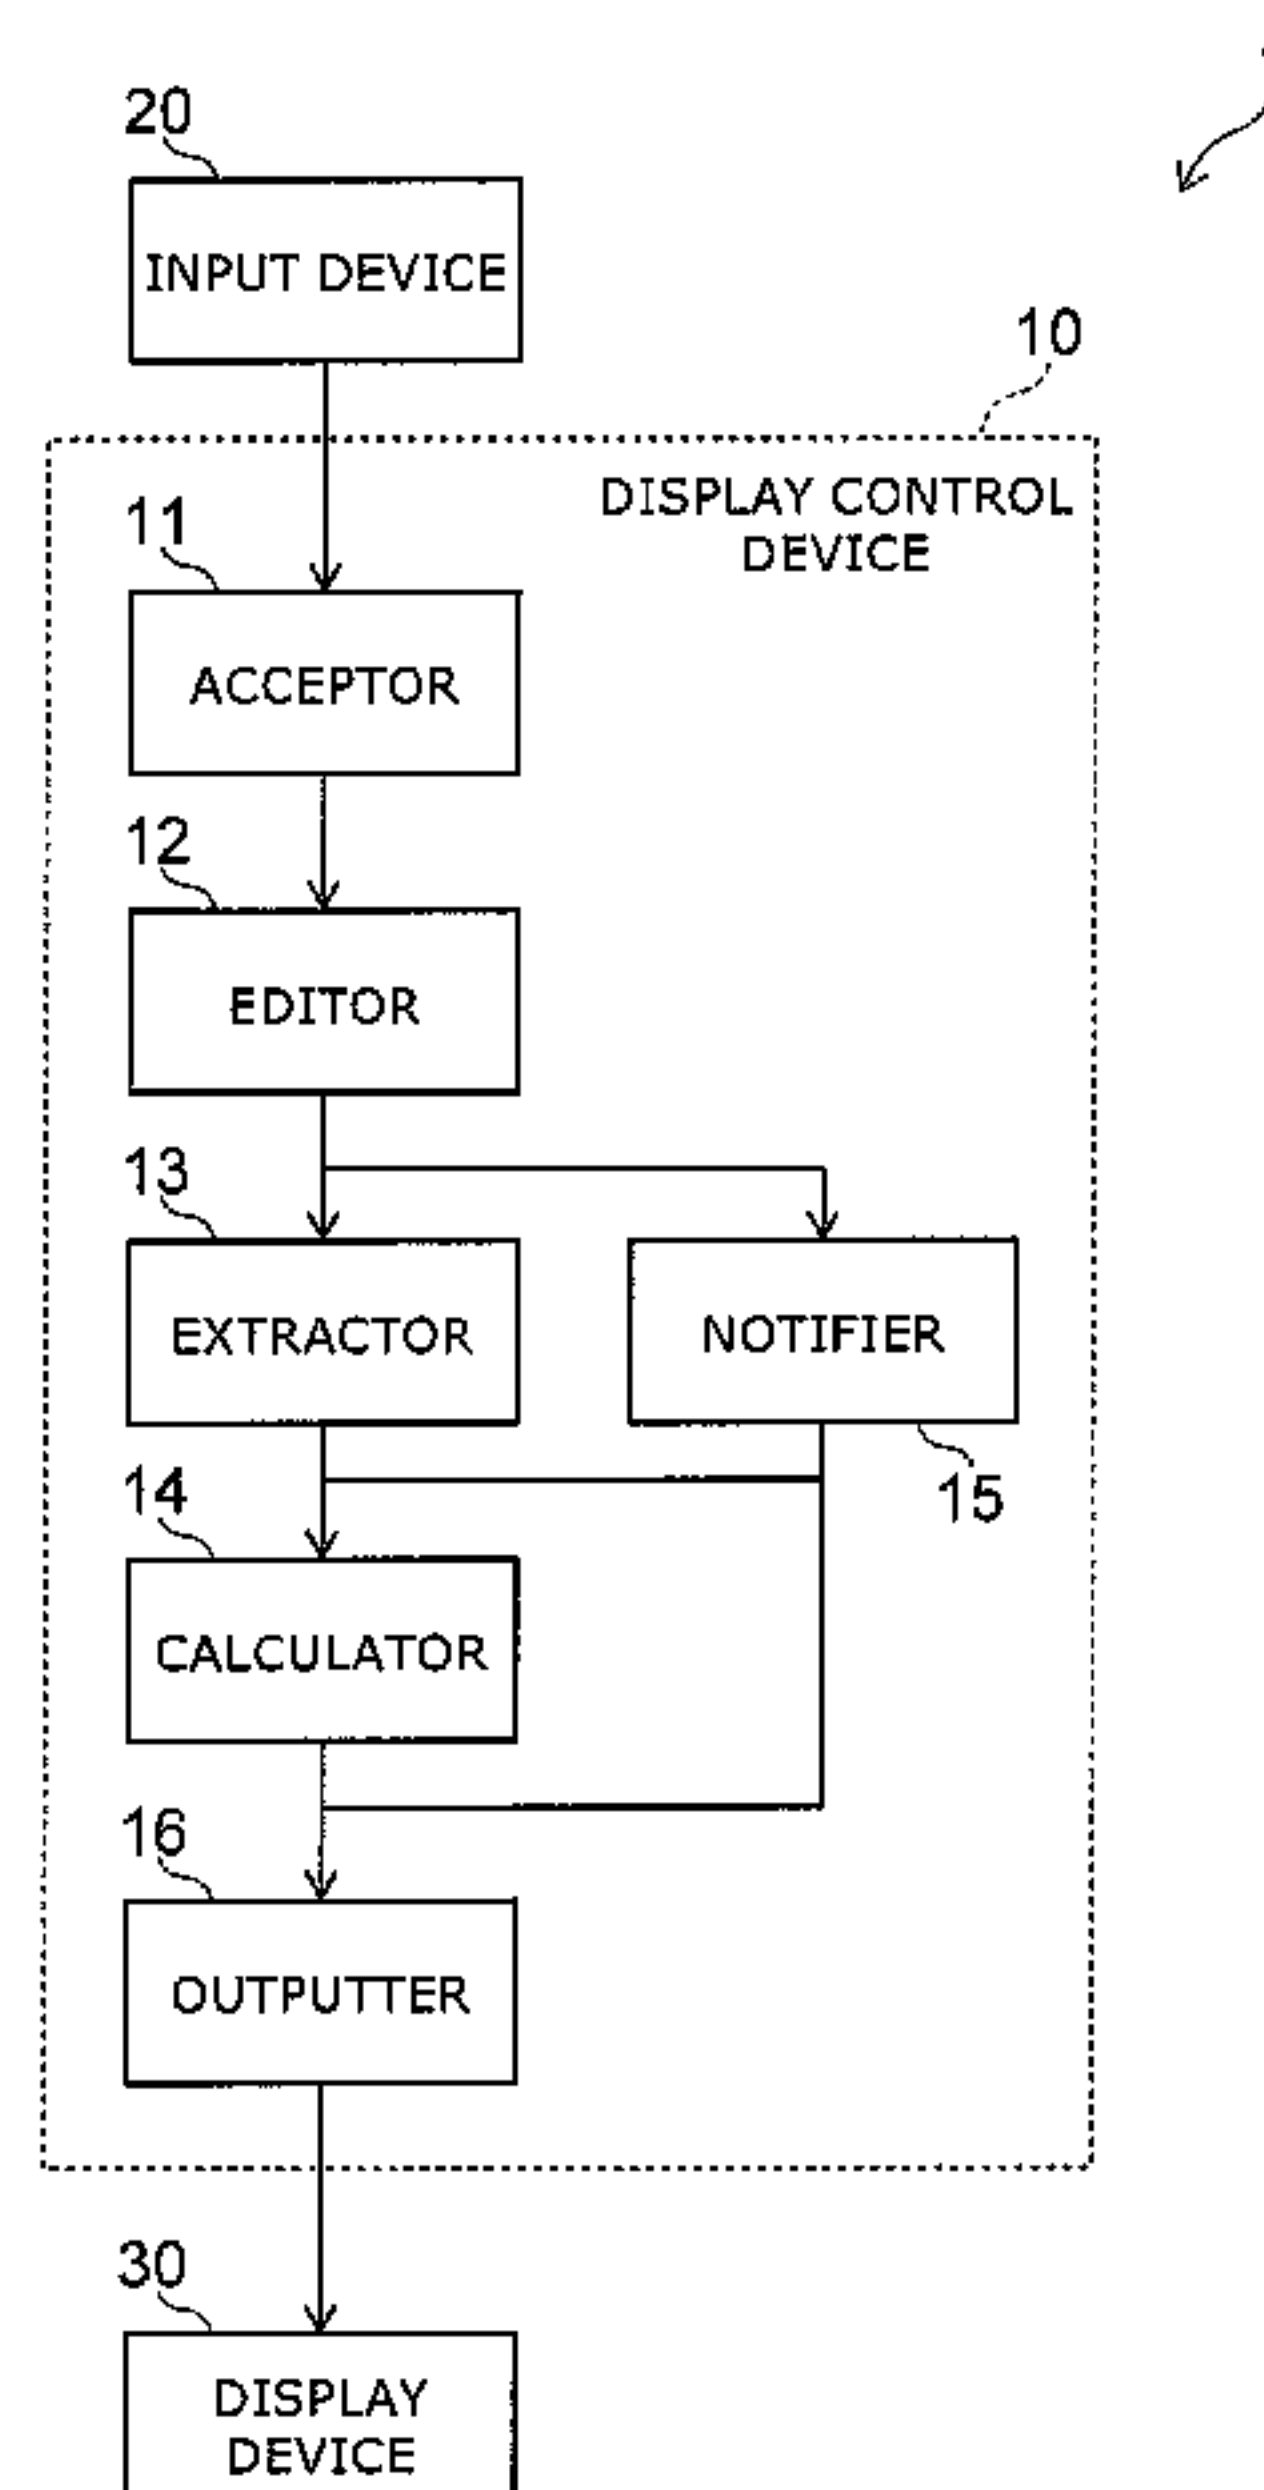 20
INPUT DEVICE
10
DISPLAY CONTROL
DEVICE
11
ACCEPTOR
12
EDITOR
13
EXTRACTOR
NOTIFIER
15
14
CALCULATOR
16
OUTPUTTER
30
DISPLAY
DEVICE